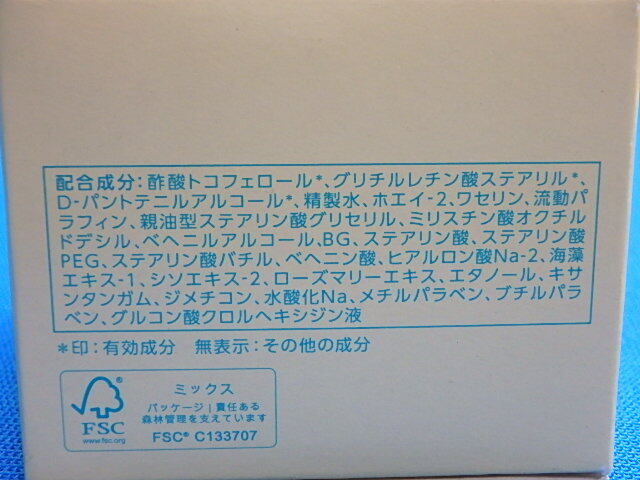 配合成分:酢酸トコフェロール*、グリチルレチン酸ステアリル*、
D-パントテニルアルコール*、精製水、ホエイ-2、ワセリン、流動
パラフィン、親油型ステアリン酸グリセリル、ミリスチン酸オクチル
ドデシル、ベヘニルアルコール、BG、ステアリン酸、ステアリン酸
PEG、ステアリン酸バチル、ベヘニン酸、ヒアルロン酸Na-2、海藻
エキス-1、シソエキス-2、ローズマリーエキス、エタノール、キサ
ンタンガム、ジメチコン、水酸化Na、メチルパラベン、ブチルパラ
ベン、グルコン酸クロルヘキシジン液
*印:有効成分 無表示:その他の成分
FSC
www.fsc.org
ミックス
パッケージ|責任ある
森林管理を支えています
FSC® C133707